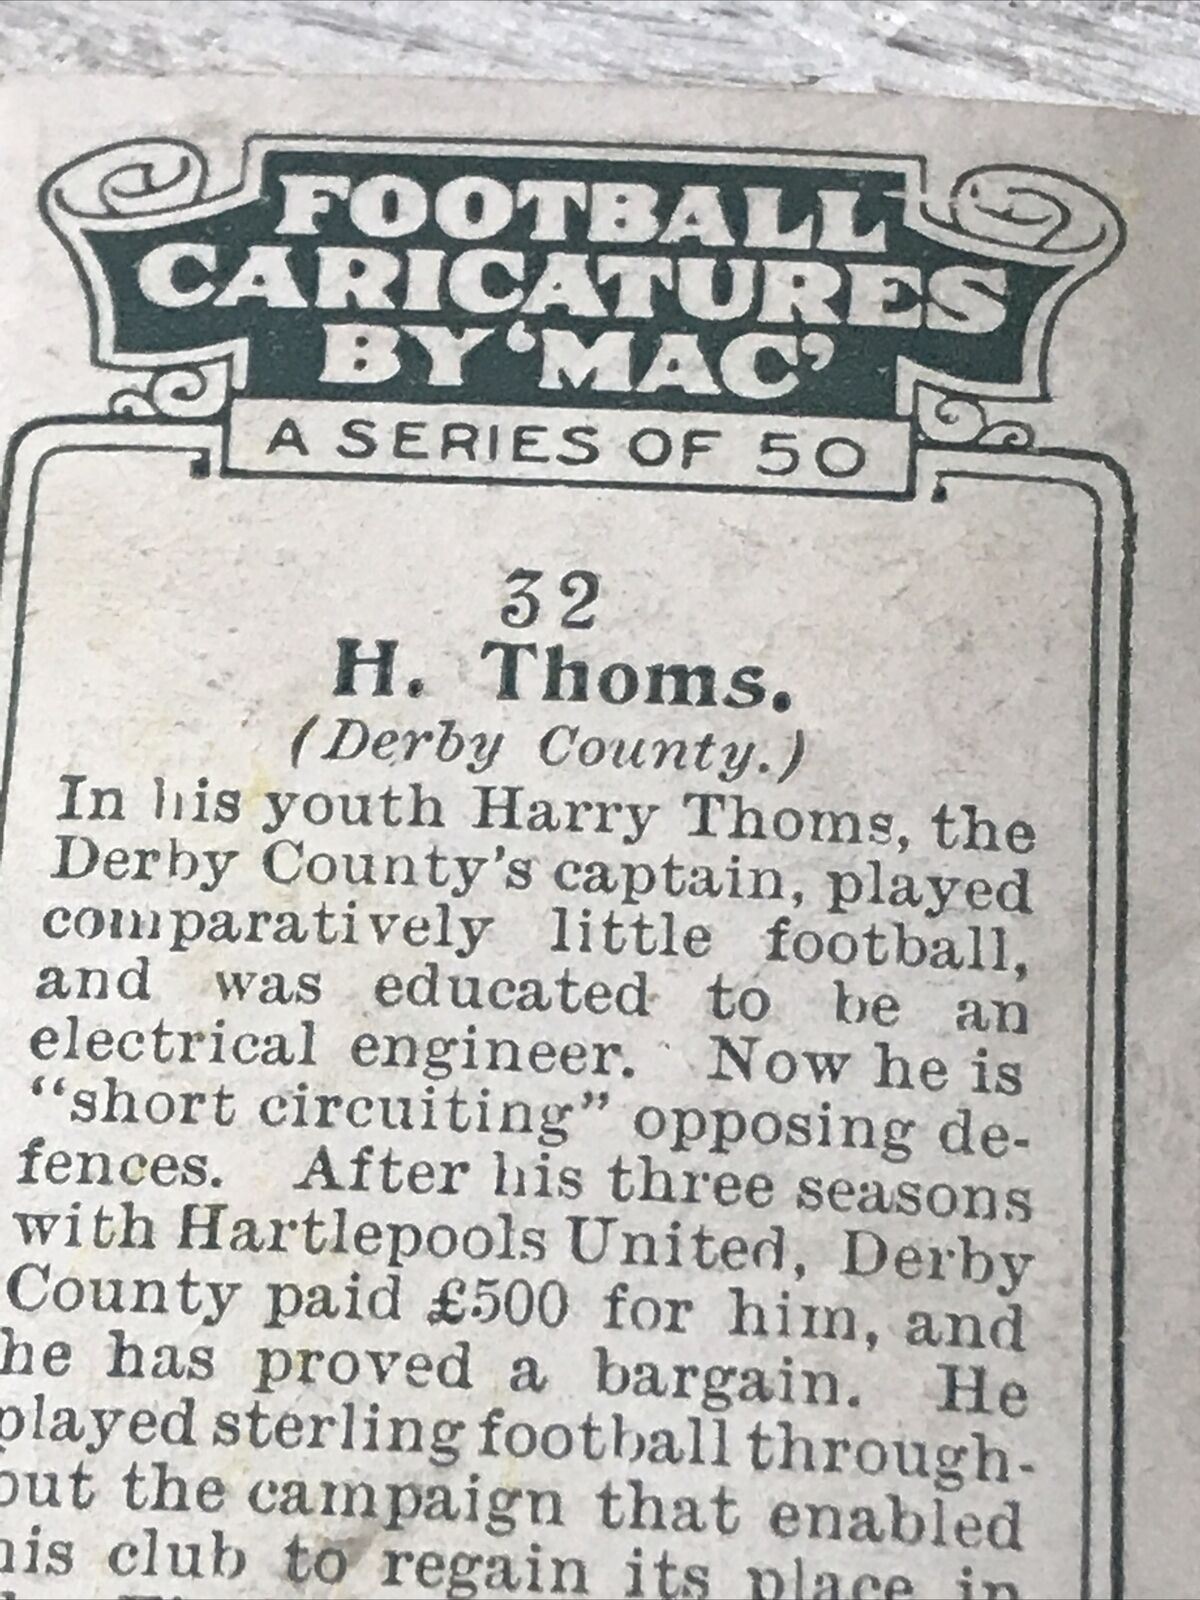 FOOTBALL
CARICATURES
BY 'MAC'
A SERIES OF 50
32
H. Thoms.
(Derby County.)
In his youth Harry Thoms, the
Derby County's captain, played
comparatively little football,
and was educated to be an
electrical engineer. Now he is
“short circuiting” opposing de-
fences. After his three seasons
with Hartlepools United, Derby
County paid £500 for him, and
he has proved a bargain. He
played sterling football through-
out the campaign that enabled
his club to regain its place in